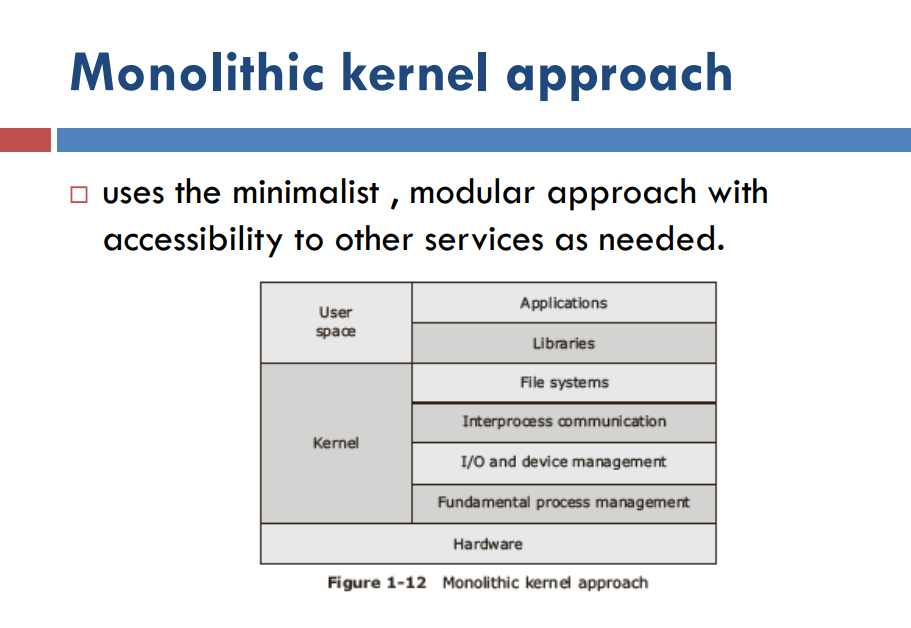 Monolithic kernel approach
uses the minimalist , modular approach with
accessibility to other services as needed.
User
space
Applications
Libraries
Kernel
File systems
Interprocess communication
I/O and device management
Fundamental process management
Hardware
Figure 1-12 Monolithic kernel approach